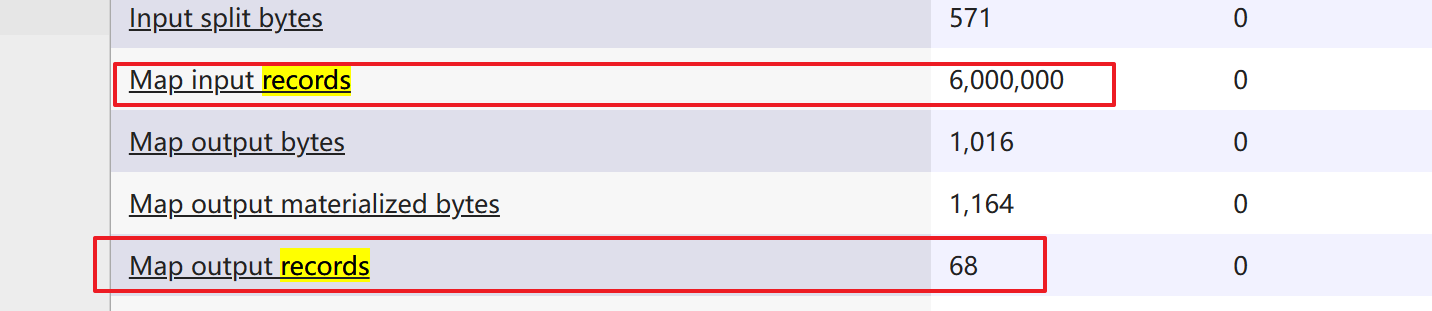 Input split bytes 571 0
Map input records 6,000,000 0
Map output bytes 1,016 0
Map output materialized bytes 1,164 0
Map output records 68 0